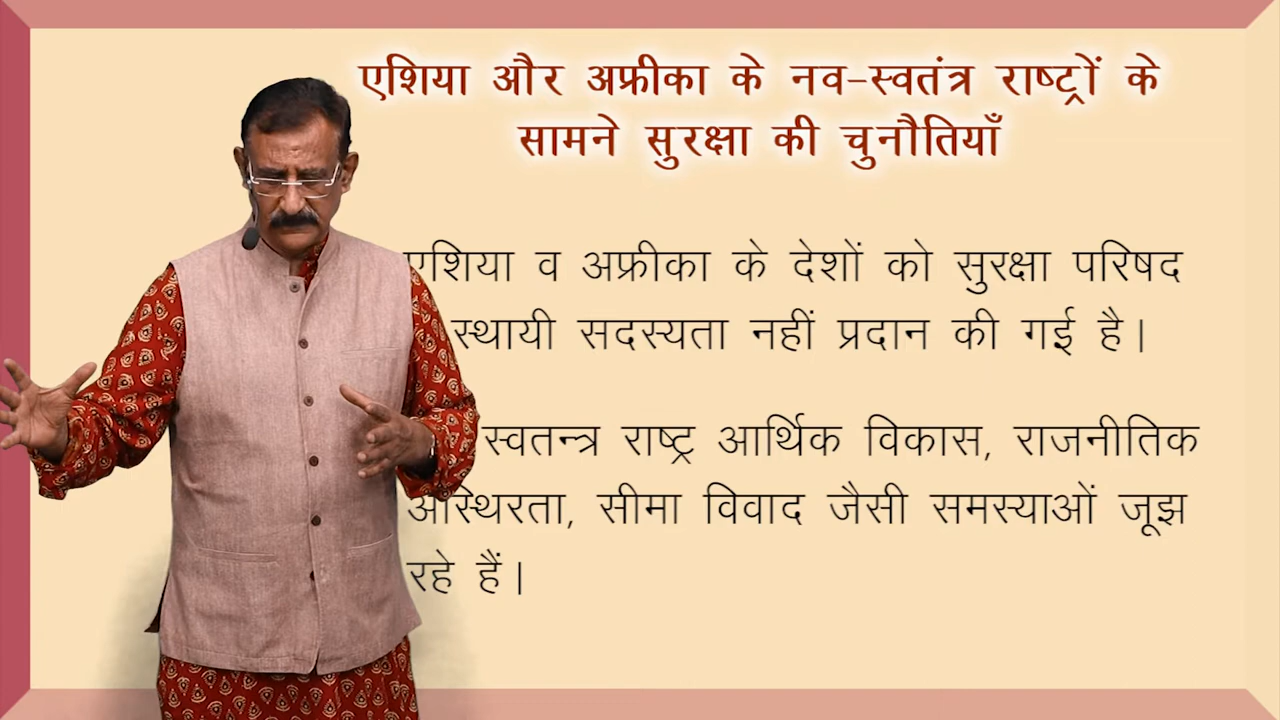 एशिया और अफ्रीका के नव-स्वतंत्र राष्ट्रों के
सामने सुरक्षा की चुनौतियाँ
एशिया व अफ्रीका के देशों को सुरक्षा परिषद
स्थायी सदस्यता नहीं प्रदान की गई है।
स्वतन्त्र राष्ट्र आर्थिक विकास, राजनीतिक
अस्थिरता, सीमा विवाद जैसी समस्याओं जूझ
रहे हैं।